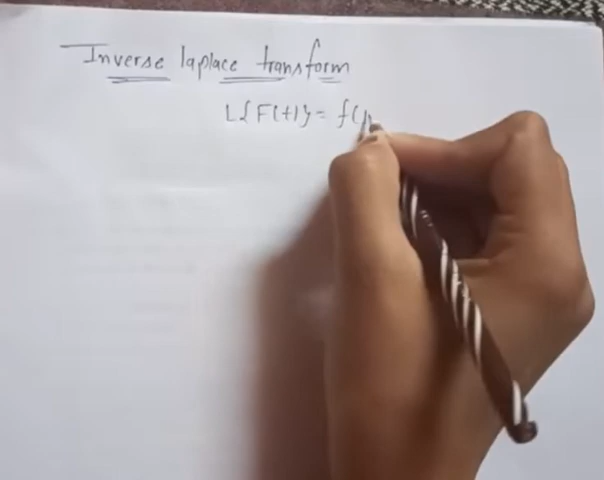 Inverse laplace transform
L{F(t)}= f(p